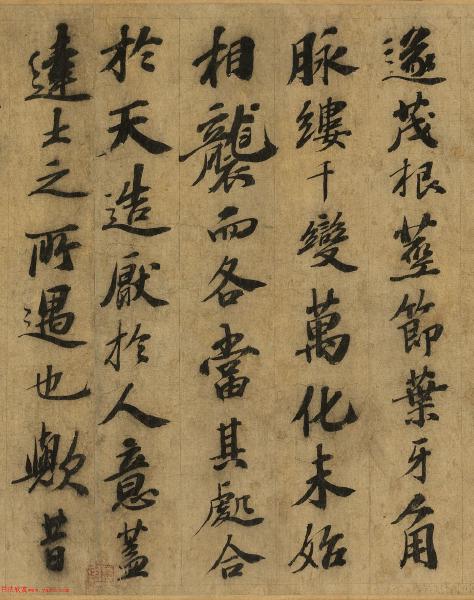 遂茂根莖節葉牙角
脉縷千變萬化未始
相襲而各當其處合
於天造厭於人意蓋
達士之所遇也歟昔